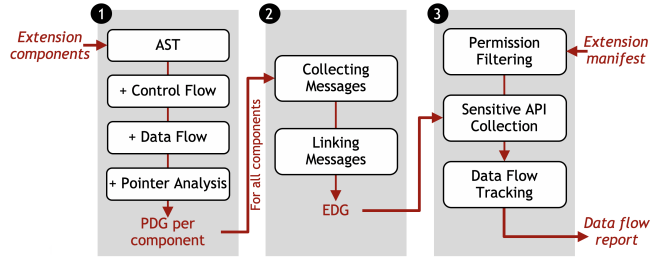 1
Extension
components
AST
+ Control Flow
+ Data Flow
+ Pointer Analysis
PDG per
component
For all components
2
Collecting
Messages
Linking
Messages
EDG
3
Permission
Filtering
Extension
manifest
Sensitive API
Collection
Data Flow
Tracking
Data flow
report